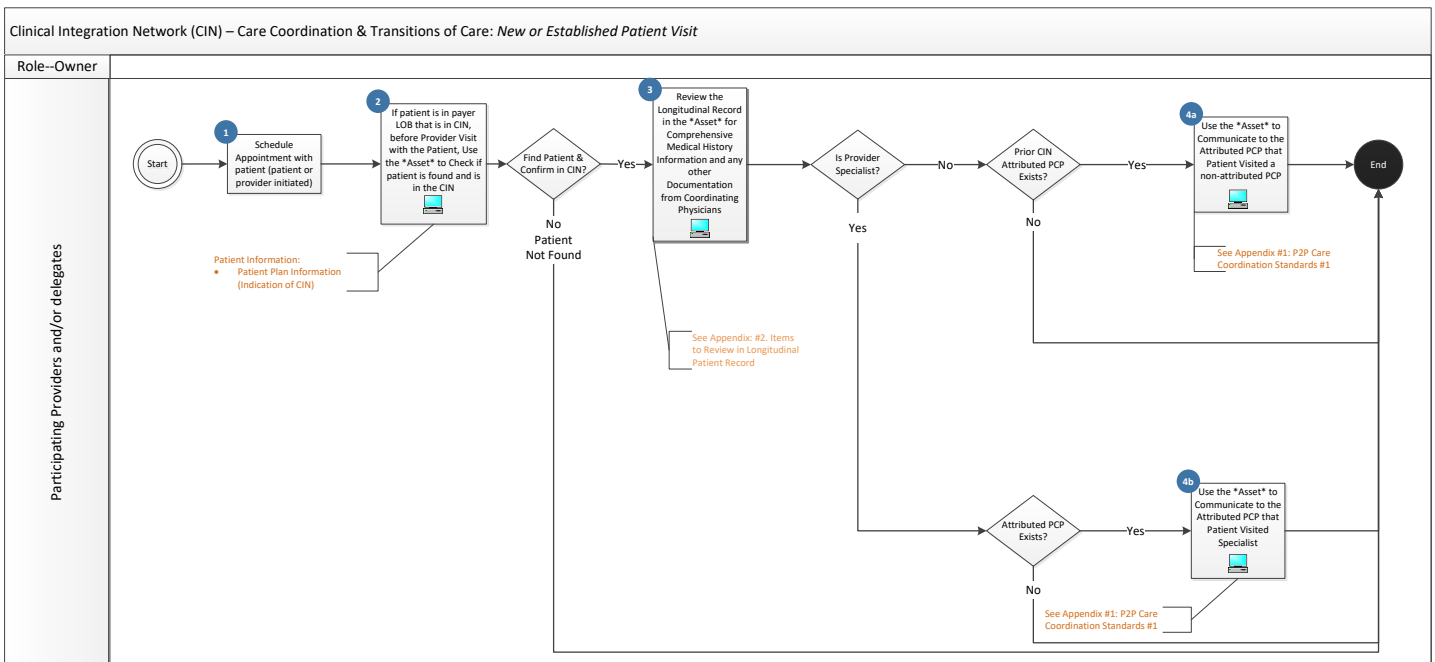 Clinical Integration Network (CIN) – Care Coordination & Transitions of Care: New or Established Patient Visit
Role--Owner
Participating Providers and/or delegates
Start
1
Schedule
Appointment with
patient (patient or
provider initiated)
2
If patient is in payer
LOB that is in CIN,
before Provider Visit
with the Patient, Use
the *Asset* to Check if
patient is found and is
in the CIN
Patient Information:
• Patient Plan Information
(Indication of CIN)
Find Patient &
Confirm in CIN?
Yes
No
Patient
Not Found
3
Review the
Longitudinal Record
in the *Asset* for
Comprehensive
Medical History
Information and any
other
Documentation
from Coordinating
Physicians
See Appendix: #2. Items
to Review in Longitudinal
Patient Record
Is Provider
Specialist?
No
Yes
Prior CIN
Attributed PCP
Exists?
Yes
No
4a
Use the *Asset* to
Communicate to the
Attributed PCP that
Patient Visited a
non-attributed PCP
See Appendix #1: P2P Care
Coordination Standards #1
End
Attributed PCP
Exists?
Yes
No
4b
Use the *Asset* to
Communicate to the
Attributed PCP that
Patient Visited
Specialist
See Appendix #1: P2P Care
Coordination Standards #1